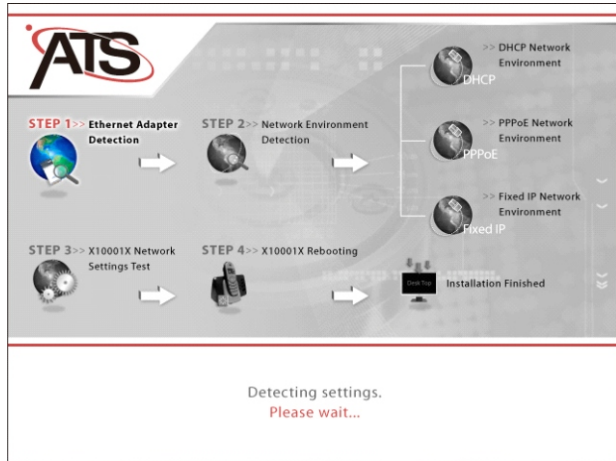 ATS
>> DHCP Network
Environment
DHCP
STEP 1>> Ethernet Adapter
Detection
STEP 2>> Network Environment
Detection
>> PPPoE Network
Environment
PPPoE
>> Fixed IP Network
Environment
Fixed IP
STEP 3>> X10001X Network
Settings Test
STEP 4>> X10001X Rebooting
Desk Top
Installation Finished
Detecting settings.
Please wait...